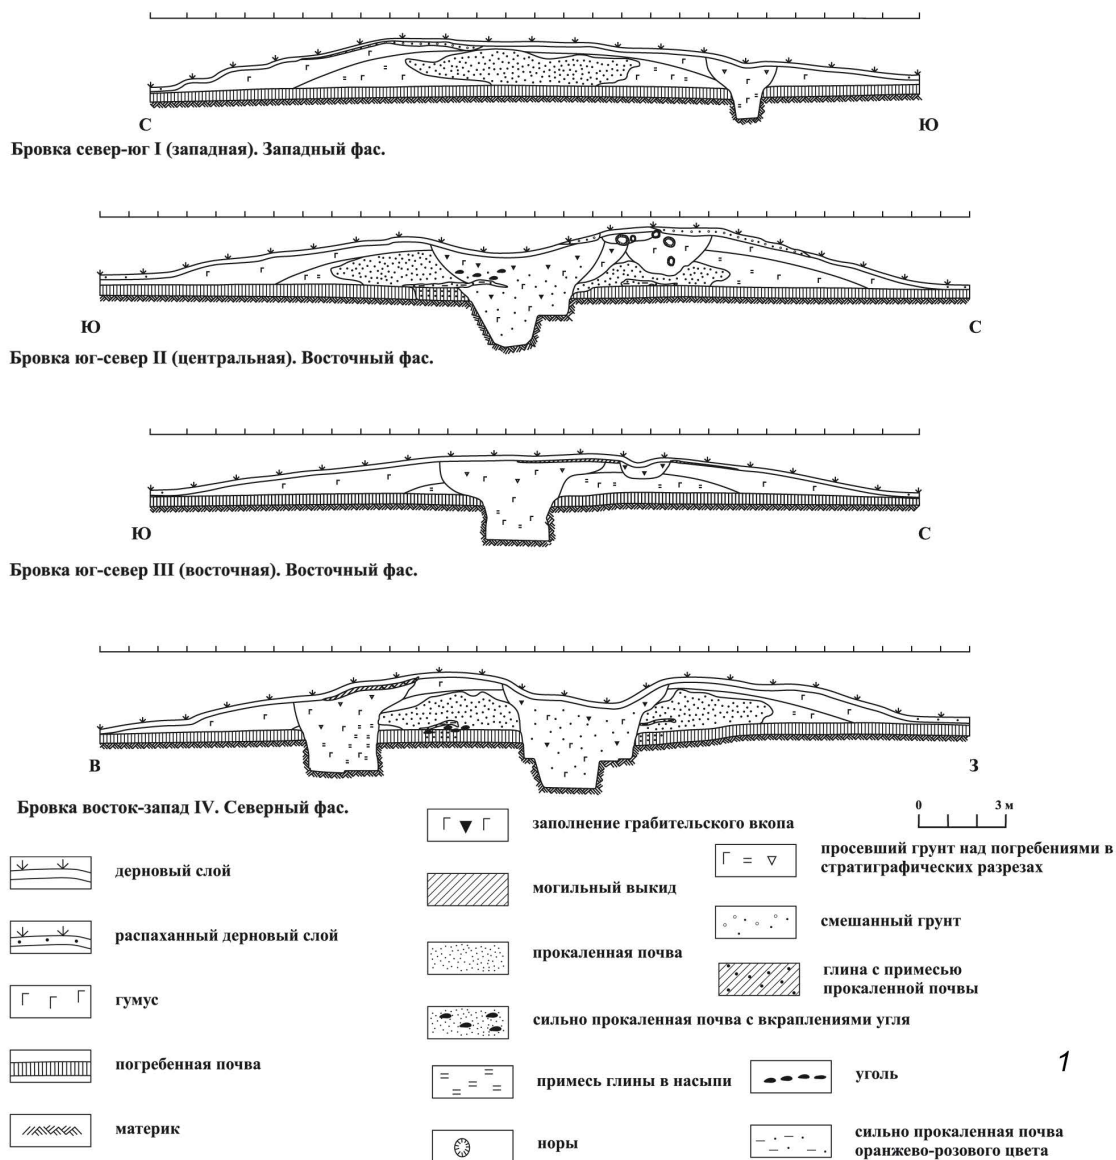 С Ю
Бровка север-юг I (западная). Западный фас.
Ю С
Бровка юг-север II (центральная). Восточный фас.
Ю С
Бровка юг-север III (восточная). Восточный фас.
В З
Бровка восток-запад IV. Северный фас.
0 3 м
дерновый слой
распаханный дерновый слой
гумус
погребенная почва
материк
заполнение грабительского вкопа
могильный выкид
прокаленная почва
сильно прокаленная почва с вкраплениями угля
примесь глины в насыпи
норы
просевший грунт над погребениями в
стратиграфических разрезах
смешанный грунт
глина с примесью
прокаленной почвы
уголь
сильно прокаленная почва
оранжево-розового цвета
1